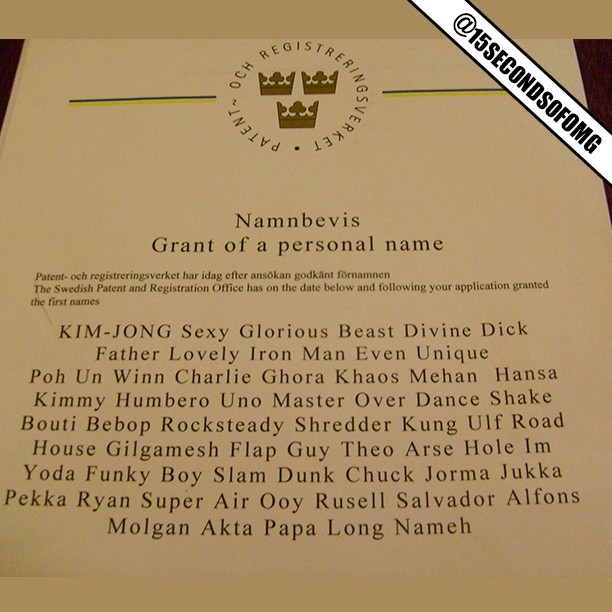 @15SECONDSOFOMG
PATENT- OCH REGISTRERINGSVERKET •
Namnbevis
Grant of a personal name
Patent- och registreringsverket har idag efter ansökan godkänt förnamnen
The Swedish Patent and Registration Office has on the date below and following your application granted
the first names
KIM-JONG Sexy Glorious Beast Divine Dick
Father Lovely Iron Man Even Unique
Poh Un Winn Charlie Ghora Khaos Mehan Hansa
Kimmy Humbero Uno Master Over Dance Shake
Bouti Bebop Rocksteady Shredder Kung Ulf Road
House Gilgamesh Flap Guy Theo Arse Hole Im
Yoda Funky Boy Slam Dunk Chuck Jorma Jukka
Pekka Ryan Super Air Ooy Rusell Salvador Alfons
Molgan Akta Papa Long Nameh